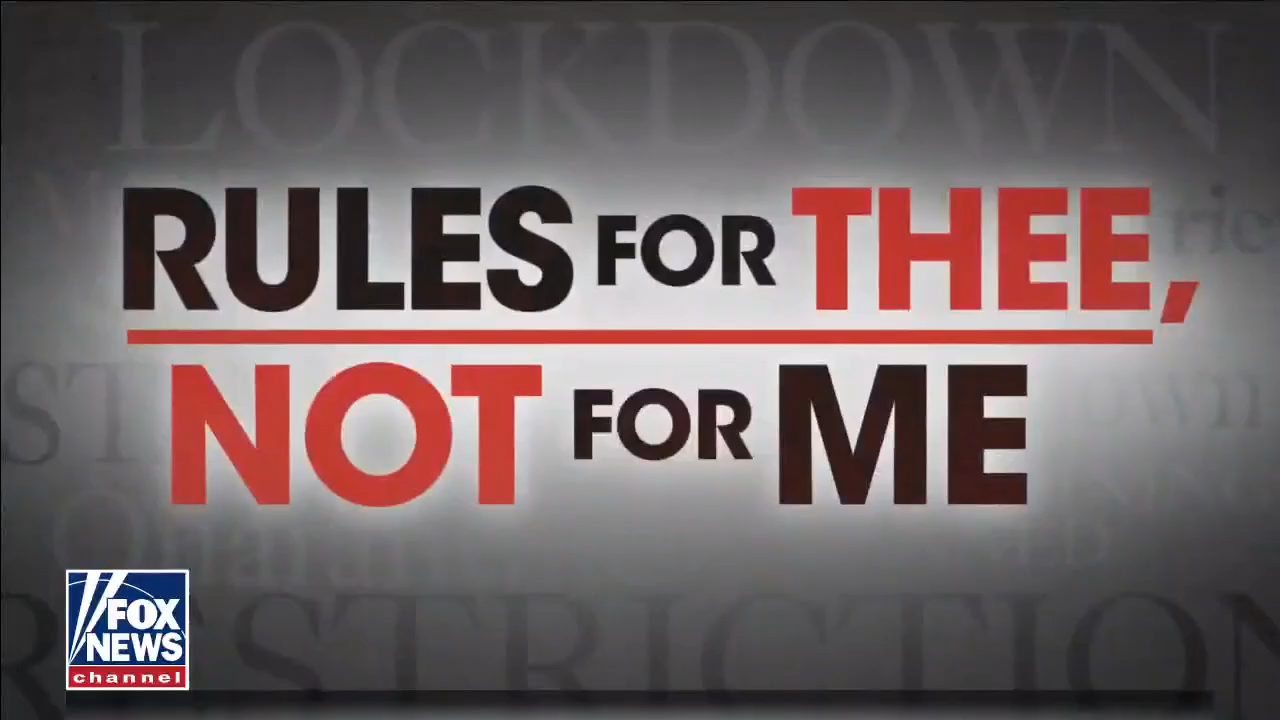 LOCKDOWN
RULES FOR THEE,
NOT FOR ME
RESTRICTION
FOX
NEWS
channel